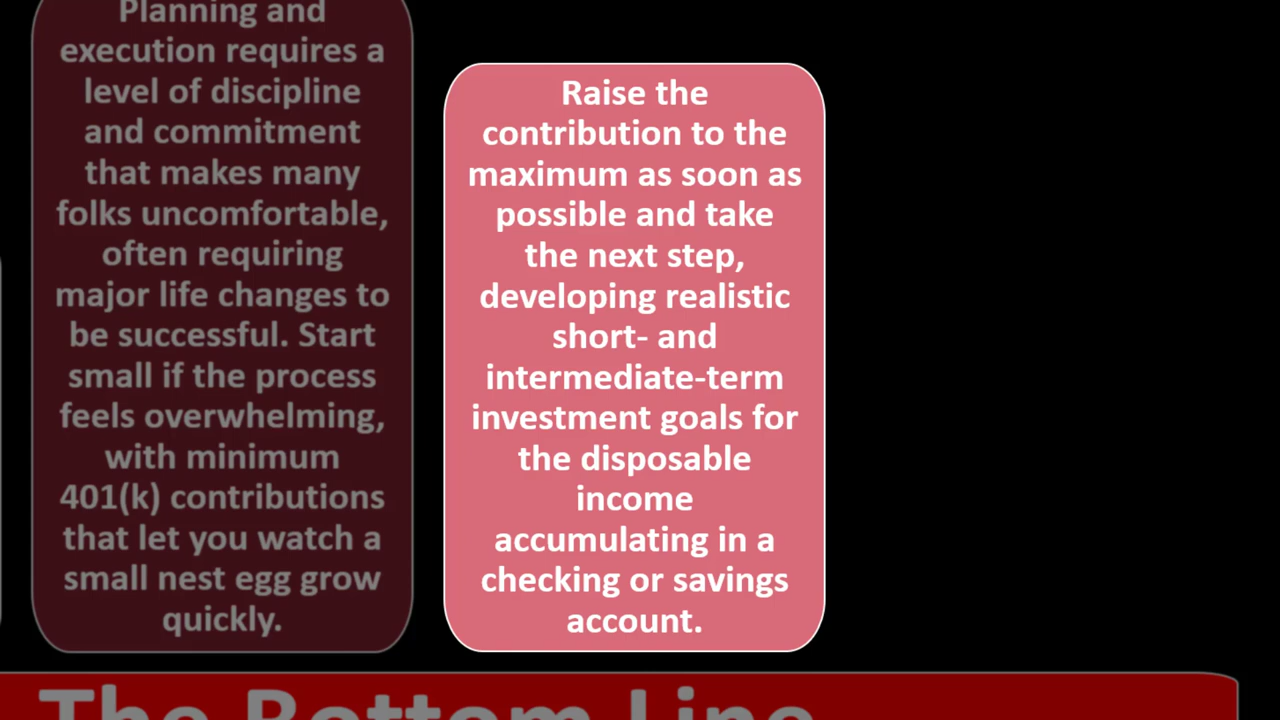 Planning and
execution requires a
level of discipline
and commitment
that makes many
folks uncomfortable,
often requiring
major life changes to
be successful. Start
small if the process
feels overwhelming,
with minimum
401(k) contributions
that let you watch a
small nest egg grow
quickly.
Raise the
contribution to the
maximum as soon as
possible and take
the next step,
developing realistic
short- and
intermediate-term
investment goals for
the disposable
income
accumulating in a
checking or savings
account.
The Bottom Line